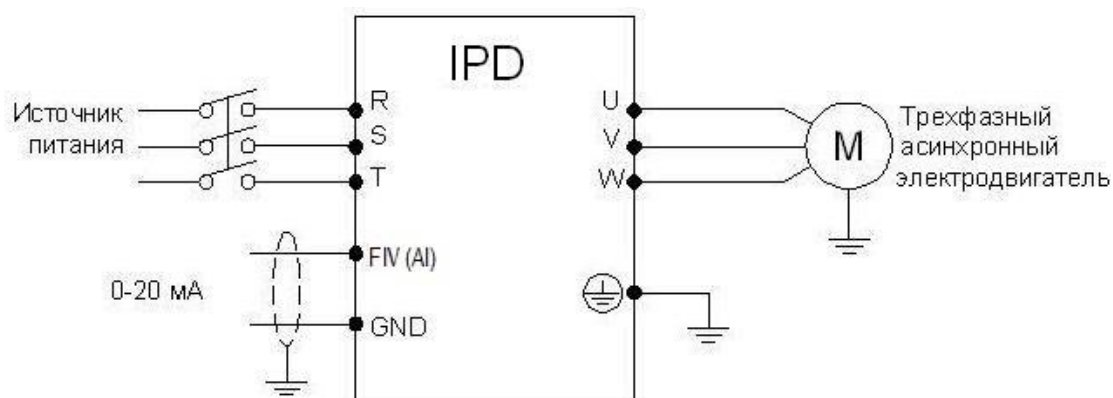 IPD
Источник
питания
R
S
T
U
V
W
M
Трехфазный
асинхронный
электродвигатель
0-20 мА
FIV (AI)
GND